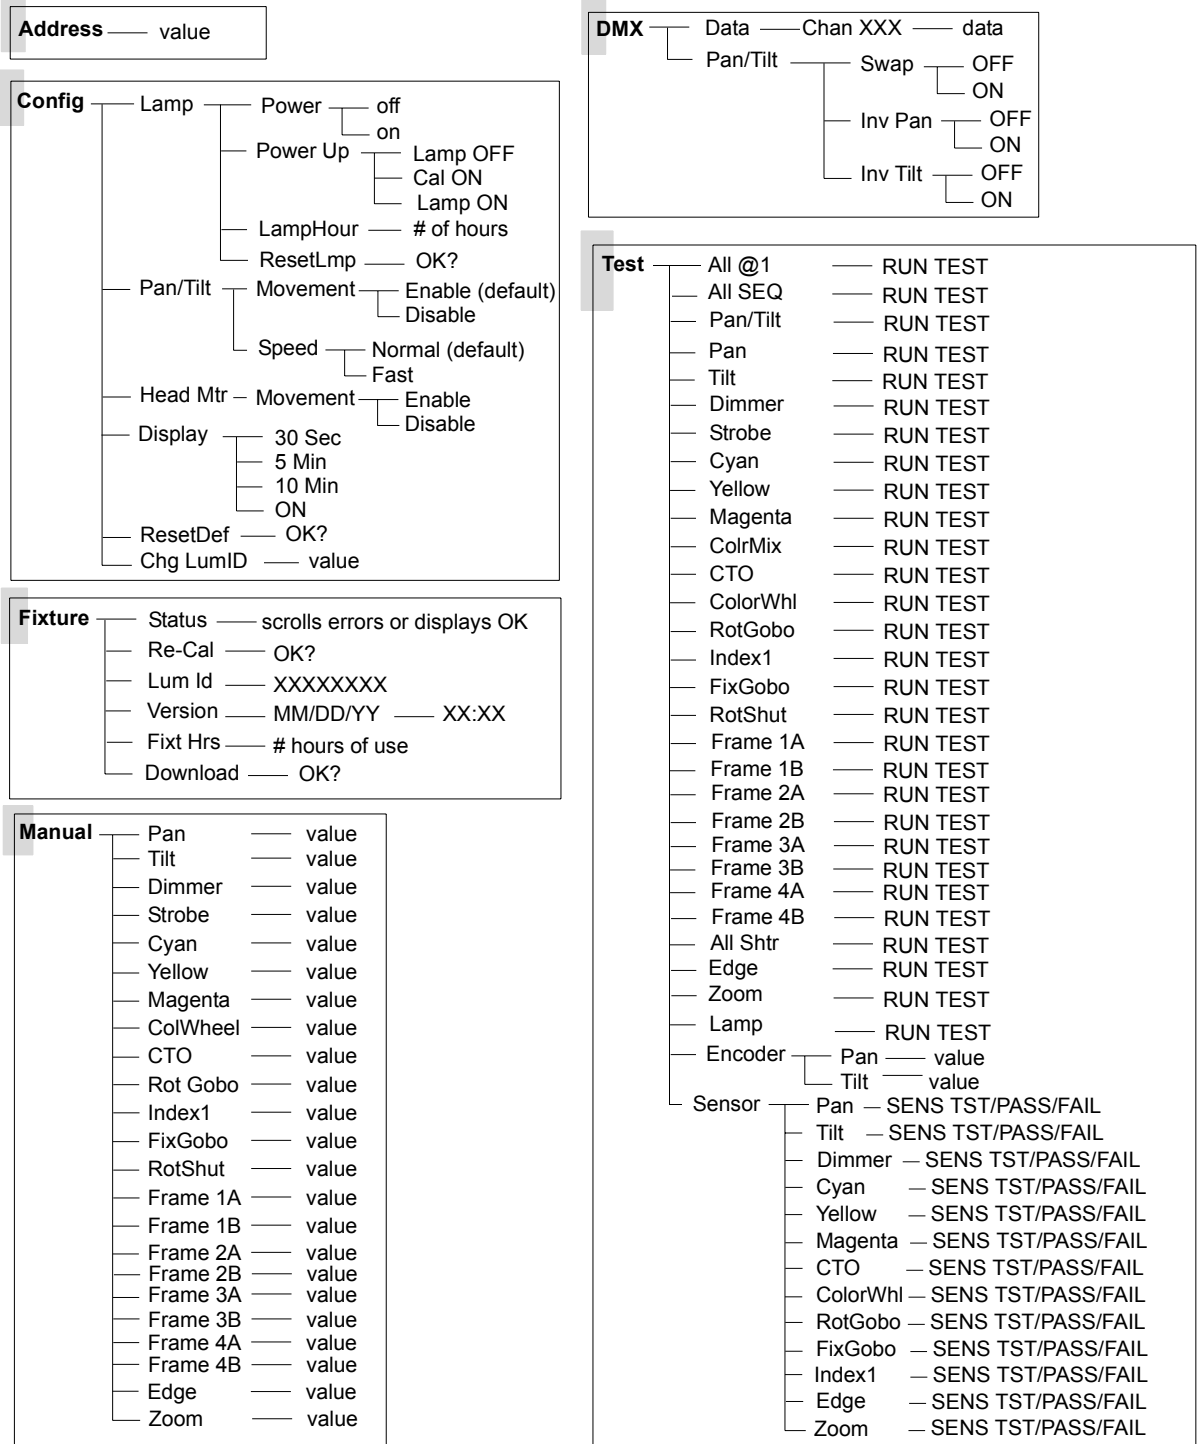 Address value
Config Lamp Power off
on
Power Up Lamp OFF
Cal ON
Lamp ON
LampHour # of hours
ResetLmp OK?
Pan/Tilt Movement Enable (default)
Disable
Speed Normal (default)
Fast
Head Mtr Movement Enable
Disable
Display 30 Sec
5 Min
10 Min
ON
ResetDef OK?
Chg LumID value
Fixture Status scrolls errors or displays OK
Re-Cal OK?
Lum Id XXXXXXXX
Version MM/DD/YY XX:XX
Fixt Hrs # hours of use
Download OK?
Manual Pan value
Tilt value
Dimmer value
Strobe value
Cyan value
Yellow value
Magenta value
ColWheel value
CTO value
Rot Gobo value
Index1 value
FixGobo value
RotShut value
Frame 1A value
Frame 1B value
Frame 2A value
Frame 2B value
Frame 3A value
Frame 3B value
Frame 4A value
Frame 4B value
Edge value
Zoom value
DMX Data Chan XXX data
Pan/Tilt Swap OFF
ON
Inv Pan OFF
ON
Inv Tilt OFF
ON
Test All @1 RUN TEST
All SEQ RUN TEST
Pan/Tilt RUN TEST
Pan RUN TEST
Tilt RUN TEST
Dimmer RUN TEST
Strobe RUN TEST
Cyan RUN TEST
Yellow RUN TEST
Magenta RUN TEST
ColrMix RUN TEST
CTO RUN TEST
ColorWhl RUN TEST
RotGobo RUN TEST
Index1 RUN TEST
FixGobo RUN TEST
RotShut RUN TEST
Frame 1A RUN TEST
Frame 1B RUN TEST
Frame 2A RUN TEST
Frame 2B RUN TEST
Frame 3A RUN TEST
Frame 3B RUN TEST
Frame 4A RUN TEST
Frame 4B RUN TEST
All Shtr RUN TEST
Edge RUN TEST
Zoom RUN TEST
Lamp RUN TEST
Encoder Pan value
Tilt value
Sensor Pan SENS TST/PASS/FAIL
Tilt SENS TST/PASS/FAIL
Dimmer SENS TST/PASS/FAIL
Cyan SENS TST/PASS/FAIL
Yellow SENS TST/PASS/FAIL
Magenta SENS TST/PASS/FAIL
CTO SENS TST/PASS/FAIL
ColorWhl SENS TST/PASS/FAIL
RotGobo SENS TST/PASS/FAIL
FixGobo SENS TST/PASS/FAIL
Index1 SENS TST/PASS/FAIL
Edge SENS TST/PASS/FAIL
Zoom SENS TST/PASS/FAIL